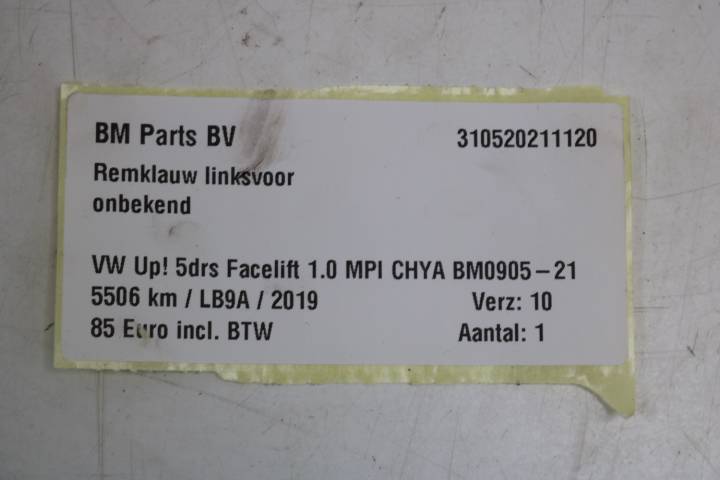 BM Parts BV 310520211120
Remklauw linksvoor
onbekend
VW Up! 5drs Facelift 1.0 MPI CHYA BM0905-21
5506 km / LB9A / 2019 Verz: 10
85 Euro incl. BTW Aantal: 1